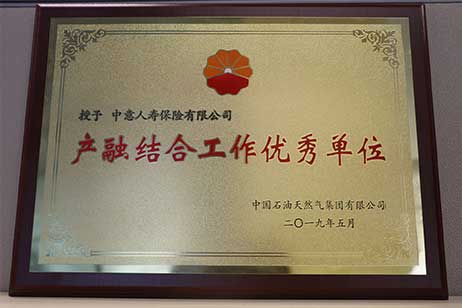 授予 中意人寿保险有限公司
产融结合工作优秀单位
中国石油天然气集团有限公司
二〇一九年五月